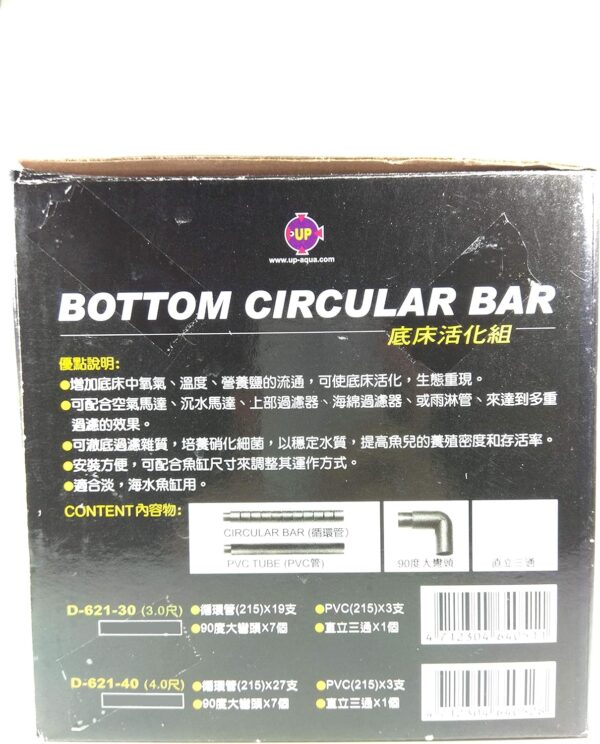 UP
www.up-aqua.com
BOTTOM CIRCULAR BAR
底床活化組
優點說明:
●增加底床中氧氣、溫度、營養鹽的流通，可使底床活化，生態重現。
●可配合空氣馬達、沉水馬達、上部過濾器、海綿過濾器、或雨淋管、來達到多重
過濾的效果。
●可澈底過濾雜質，培養硝化細菌，以穩定水質，提高魚兒的養殖密度和存活率。
●安裝方便，可配合魚缸尺寸來調整其運作方式。
●適合淡，海水魚缸用。
CONTENT內容物:
CIRCULAR BAR (循環管)
PVC TUBE (PVC管)
90度大彎頭
直立三通
D-621-30 (3.0尺) ●循環管(215)X19支 ●PVC(215)X3支
●90度大彎頭X7個 ●直立三通X1個
D-621-40 (4.0尺) ●循環管(215)X27支 ●PVC(215)X3支
●90度大彎頭X7個 ●直立三通X1個